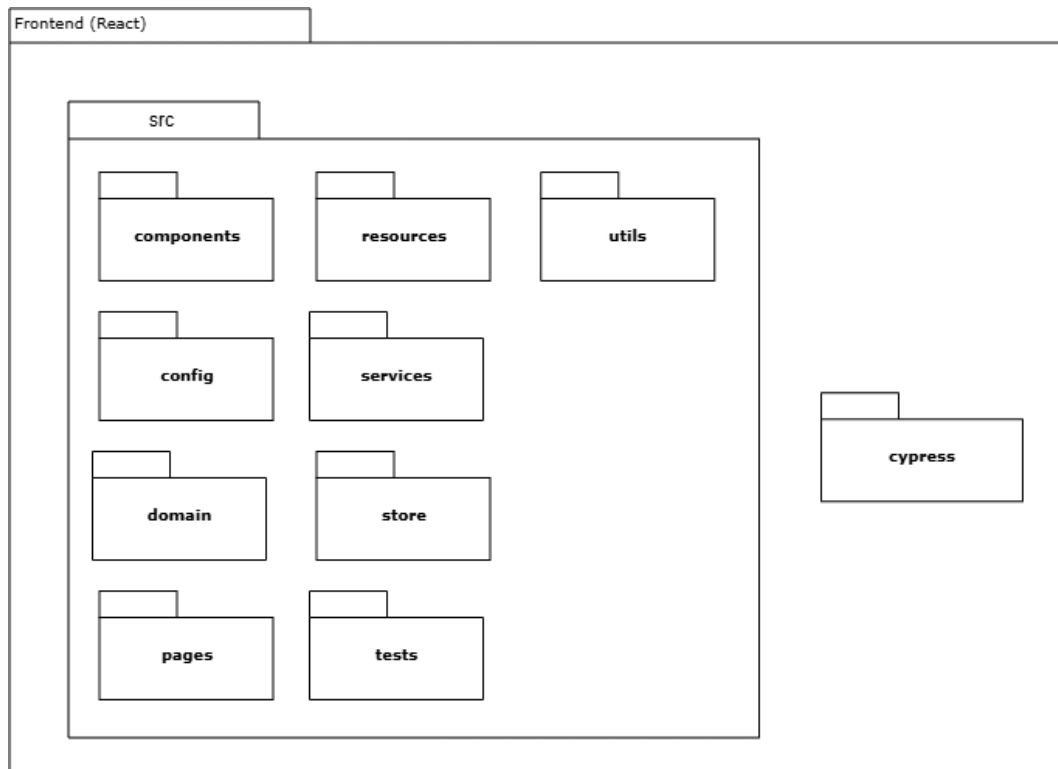 Frontend (React)
src
components
resources
utils
config
services
cypress
domain
store
pages
tests